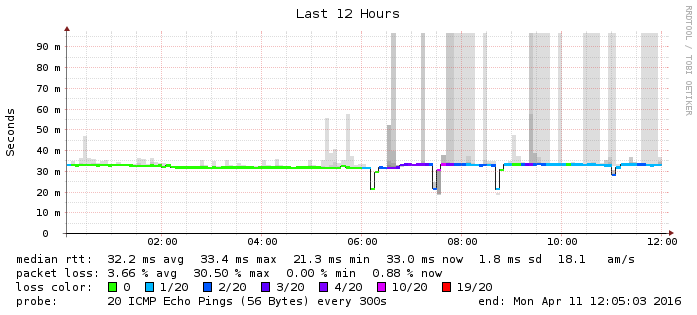 Last 12 Hours
RRDTOOL / TOBI OETIKER
Seconds
90 m
80 m
70 m
60 m
50 m
40 m
30 m
20 m
10 m
0
02:00 04:00 06:00 08:00 10:00 12:00
median rtt: 32.2 ms avg 33.4 ms max 21.3 ms min 33.0 ms now 1.8 ms sd 18.1 am/s
packet loss: 3.66 % avg 30.50 % max 0.00 % min 0.88 % now
loss color: 0 1/20 2/20 3/20 4/20 10/20 19/20
probe: 20 ICMP Echo Pings (56 Bytes) every 300s end: Mon Apr 11 12:05:03 2016